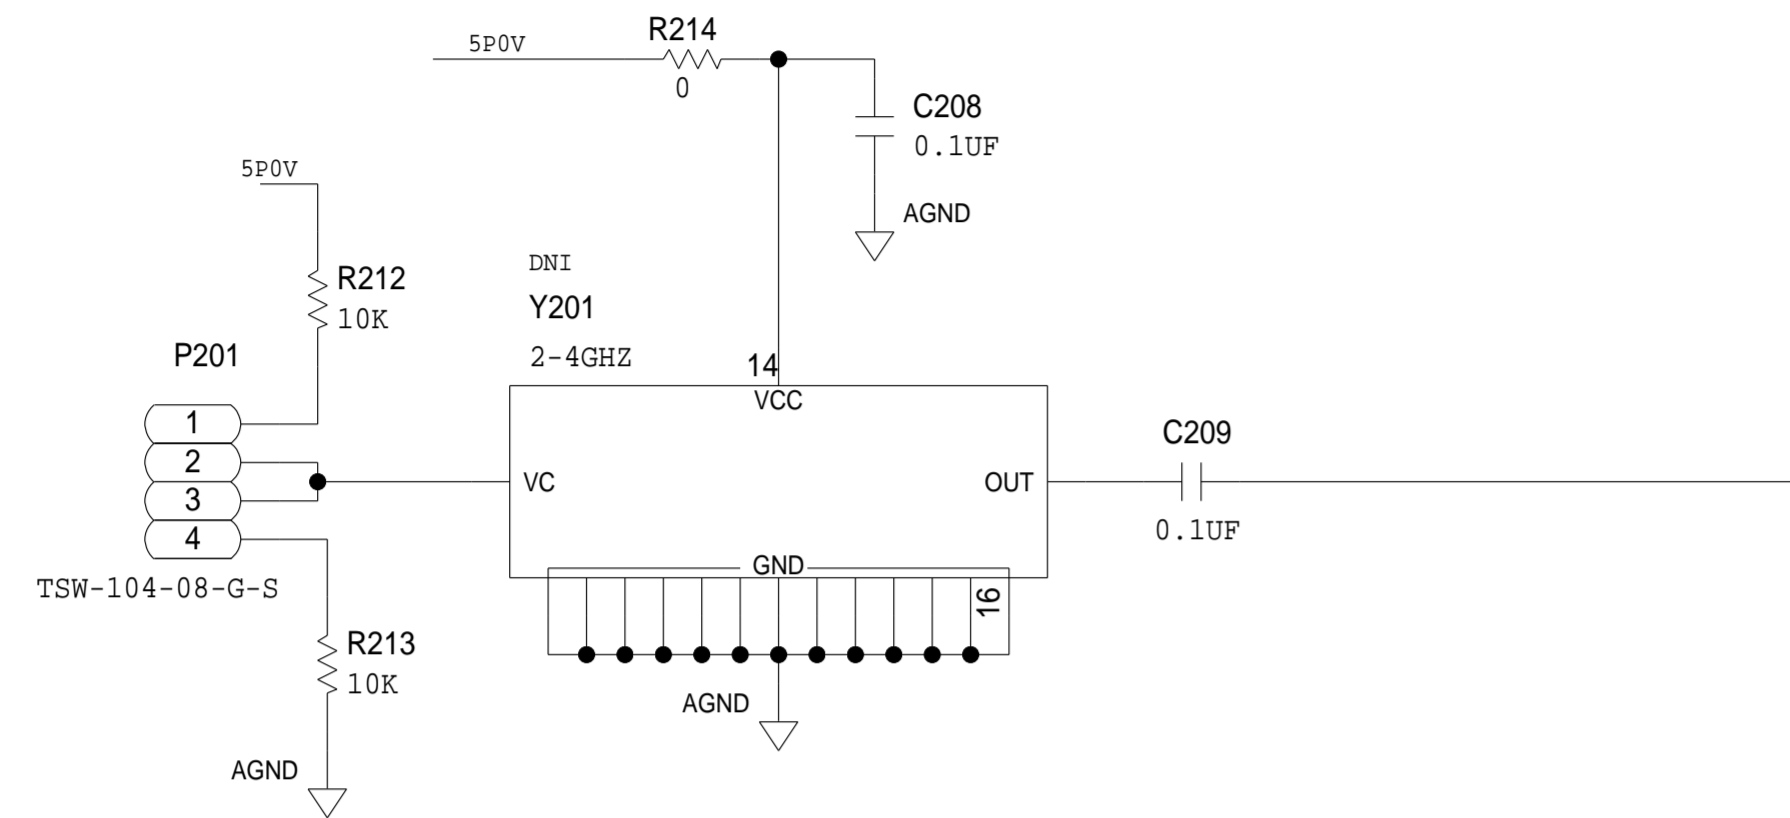 R214
5P0V
0
C208
0.1UF
5P0V
AGND
DNI
R212
Y201
10K
P201
2-4GHZ
14
VCC
1
C209
2
VC
OUT
3
0.1UF
4
GND
TSW-104-08-G-S
16
R213
10K
AGND
AGND